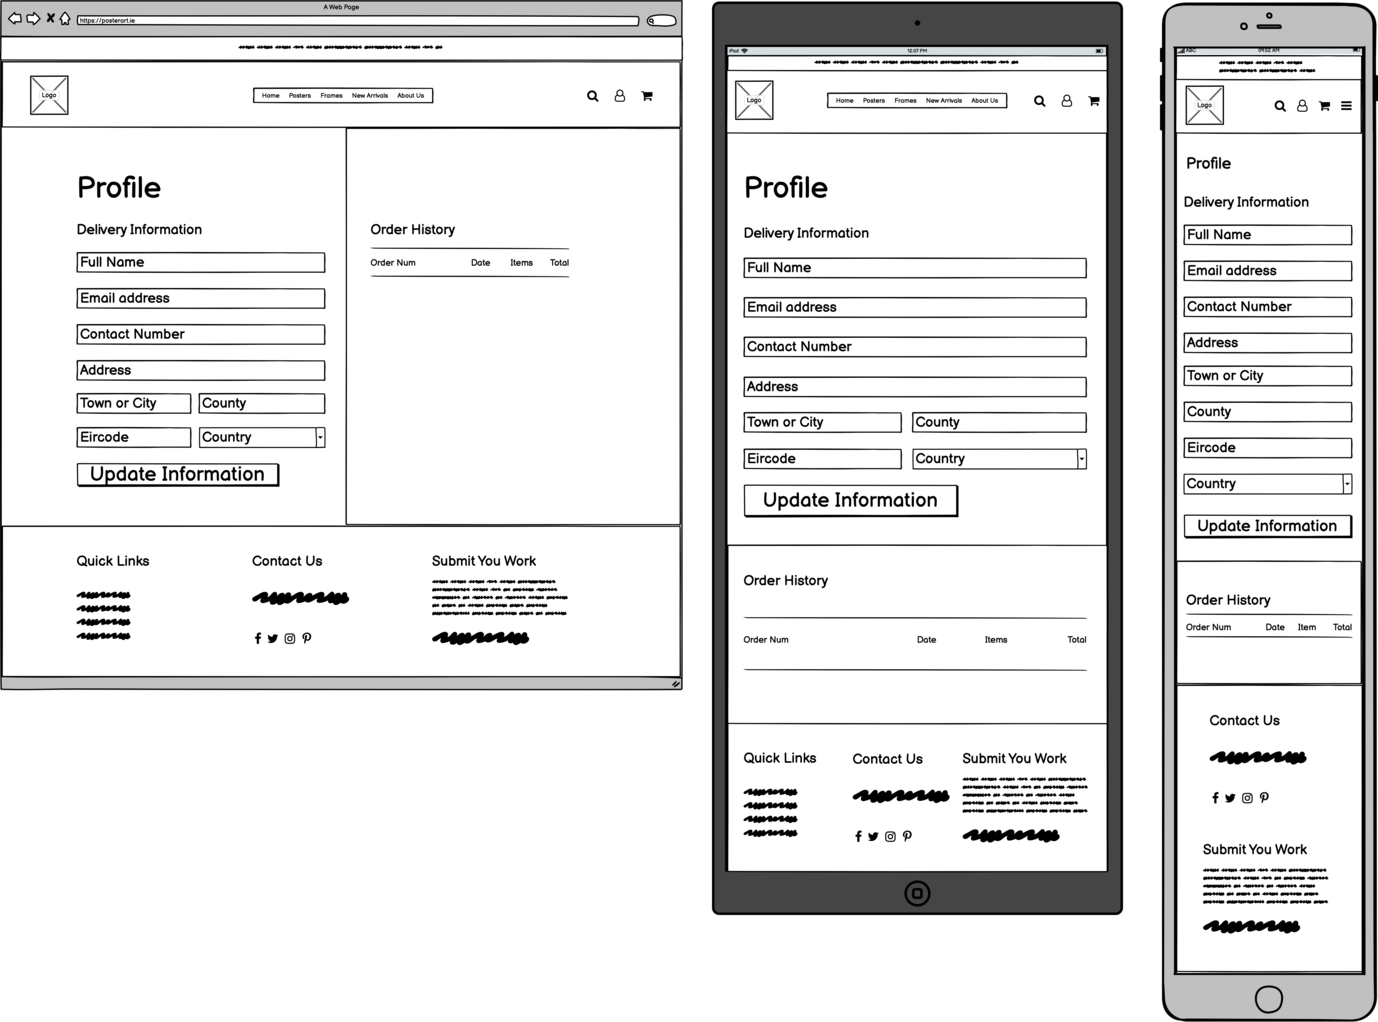 A Web Page
https://posterart.ie
Logo
Home Posters Frames New Arrivals About Us
Profile
Delivery Information
Full Name
Email address
Contact Number
Address
Town or City County
Eircode Country
Update Information
Order History
Order Num Date Items Total
Quick Links
Contact Us
Submit You Work
iPad 12:07 PM
Logo
Home Posters Frames New Arrivals About Us
Profile
Delivery Information
Full Name
Email address
Contact Number
Address
Town or City County
Eircode Country
Update Information
Order History
Order Num Date Items Total
Quick Links
Contact Us
Submit You Work
ABC 09:52 AM
Logo
Profile
Delivery Information
Full Name
Email address
Contact Number
Address
Town or City
County
Eircode
Country
Update Information
Order History
Order Num Date Item Total
Contact Us
Submit You Work